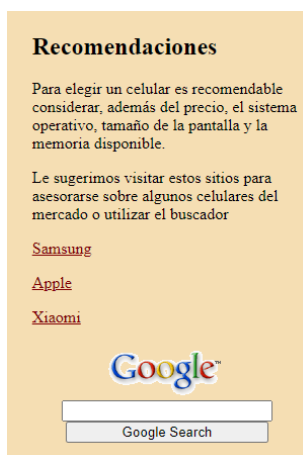 Recomendaciones
Para elegir un celular es recomendable
considerar, además del precio, el sistema
operativo, tamaño de la pantalla y la
memoria disponible.
Le sugerimos visitar estos sitios para
asesorarse sobre algunos celulares del
mercado o utilizar el buscador
Samsung
Apple
Xiaomi
Google™
Google Search